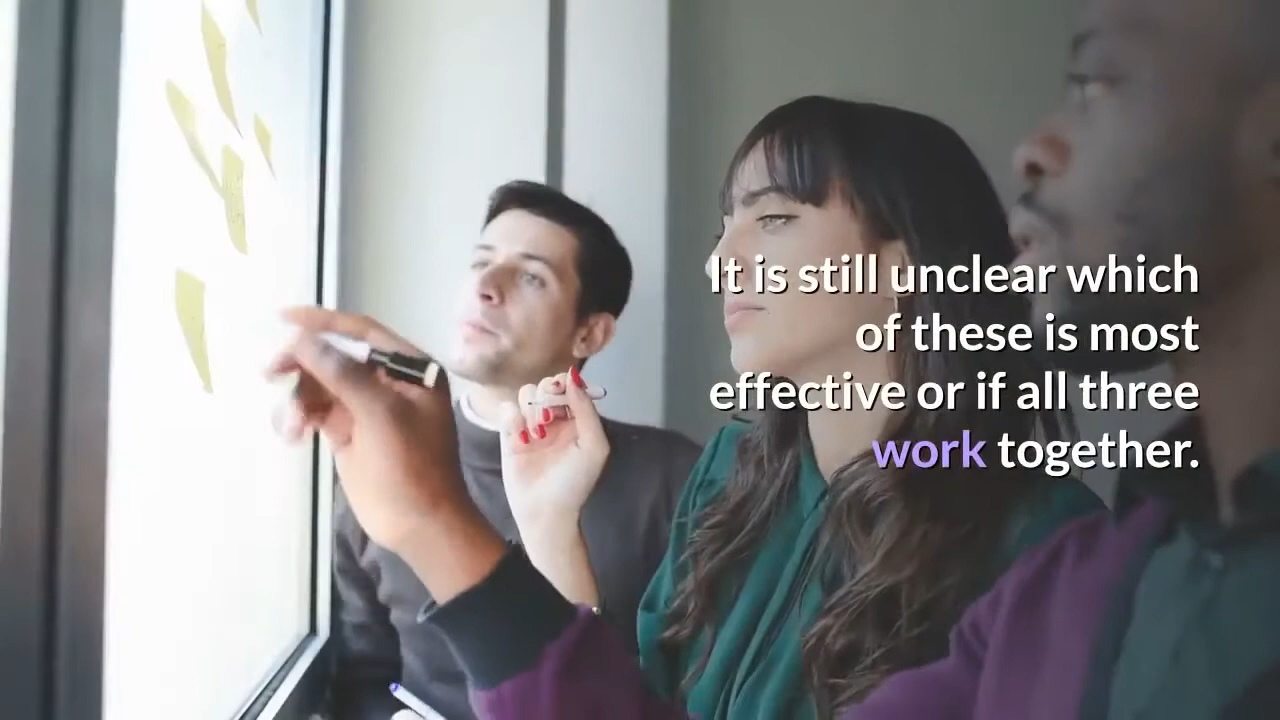 It is still unclear which
of these is most
effective or if all three
work together.